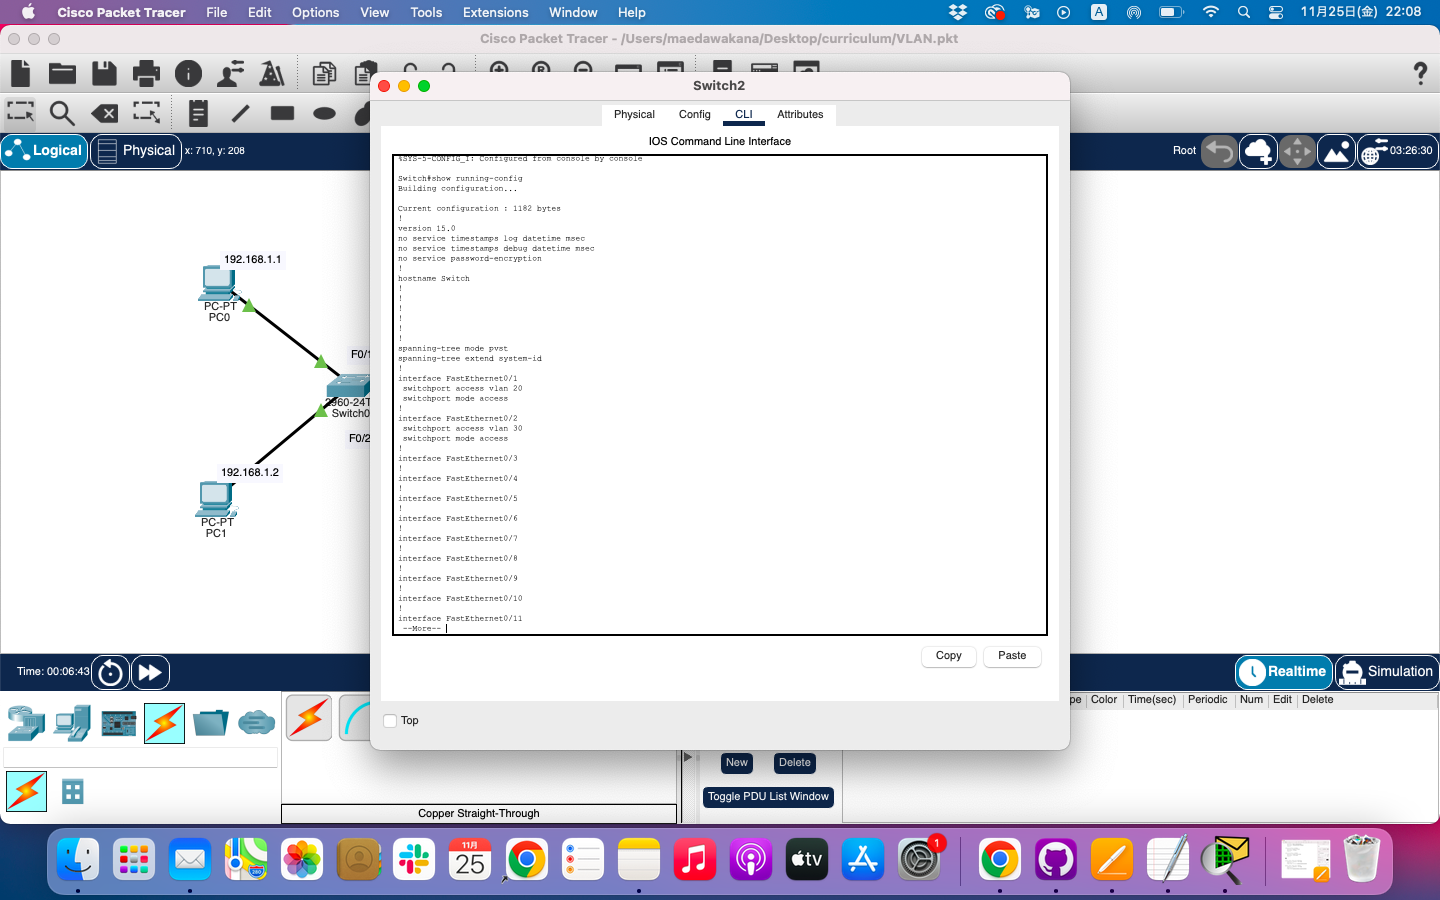 Cisco Packet Tracer File Edit Options View Tools Extensions Window Help A 11月25日(金) 22:08
Cisco Packet Tracer - /Users/maedawakana/Desktop/curriculum/VLAN.pkt
Switch2
Physical Config CLI Attributes
IOS Command Line Interface
Logical Physical x: 710, y: 208
Root 03:26:30
%SYS-5-CONFIG_I: Configured from console by console
Switch#show running-config
Building configuration...
Current configuration : 1182 bytes
!
version 15.0
no service timestamps log datetime msec
no service timestamps debug datetime msec
no service password-encryption
!
hostname Switch
!
!
!
!
!
!
spanning-tree mode pvst
spanning-tree extend system-id
!
interface FastEthernet0/1
switchport access vlan 20
switchport mode access
!
interface FastEthernet0/2
switchport access vlan 30
switchport mode access
!
interface FastEthernet0/3
!
interface FastEthernet0/4
!
interface FastEthernet0/5
!
interface FastEthernet0/6
!
interface FastEthernet0/7
!
interface FastEthernet0/8
!
interface FastEthernet0/9
!
interface FastEthernet0/10
!
interface FastEthernet0/11
--More--
Copy Paste
Top
192.168.1.1
PC-PT
PC0
F0/1
2960-24T
Switch0
F0/2
192.168.1.2
PC-PT
PC1
Time: 00:06:43
Realtime Simulation
pe Color Time(sec) Periodic Num Edit Delete
New Delete
Toggle PDU List Window
Copper Straight-Through
11月
25
280
tv
1